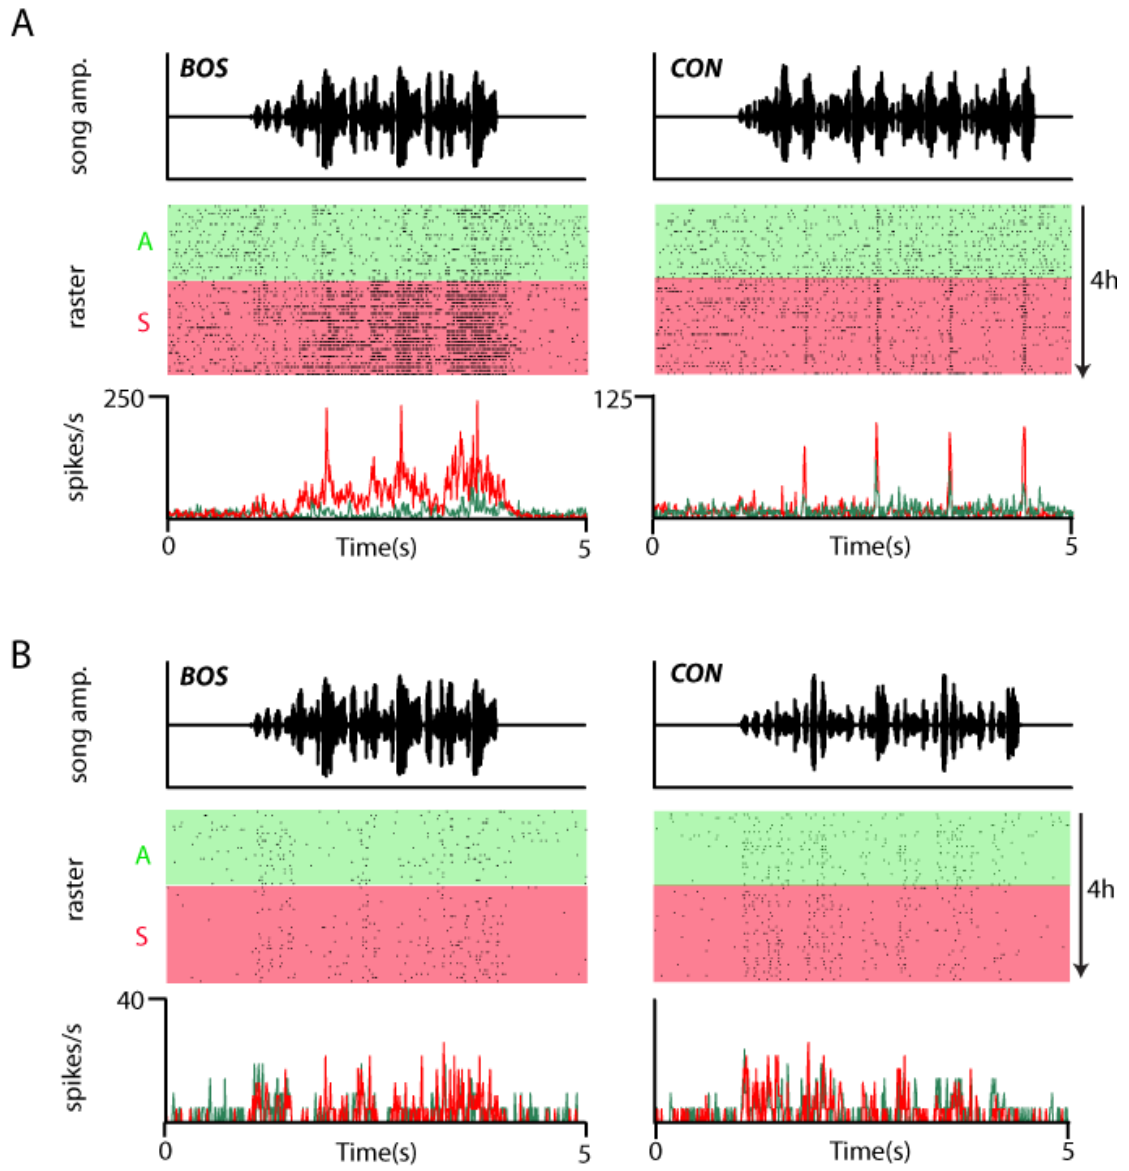 A
song amp.
BOS
CON
raster
A
S
4h
spikes/s
250
125
0
Time(s)
5
0
Time(s)
5
B
song amp.
BOS
CON
raster
A
S
4h
spikes/s
40
0
Time(s)
5
0
Time(s)
5